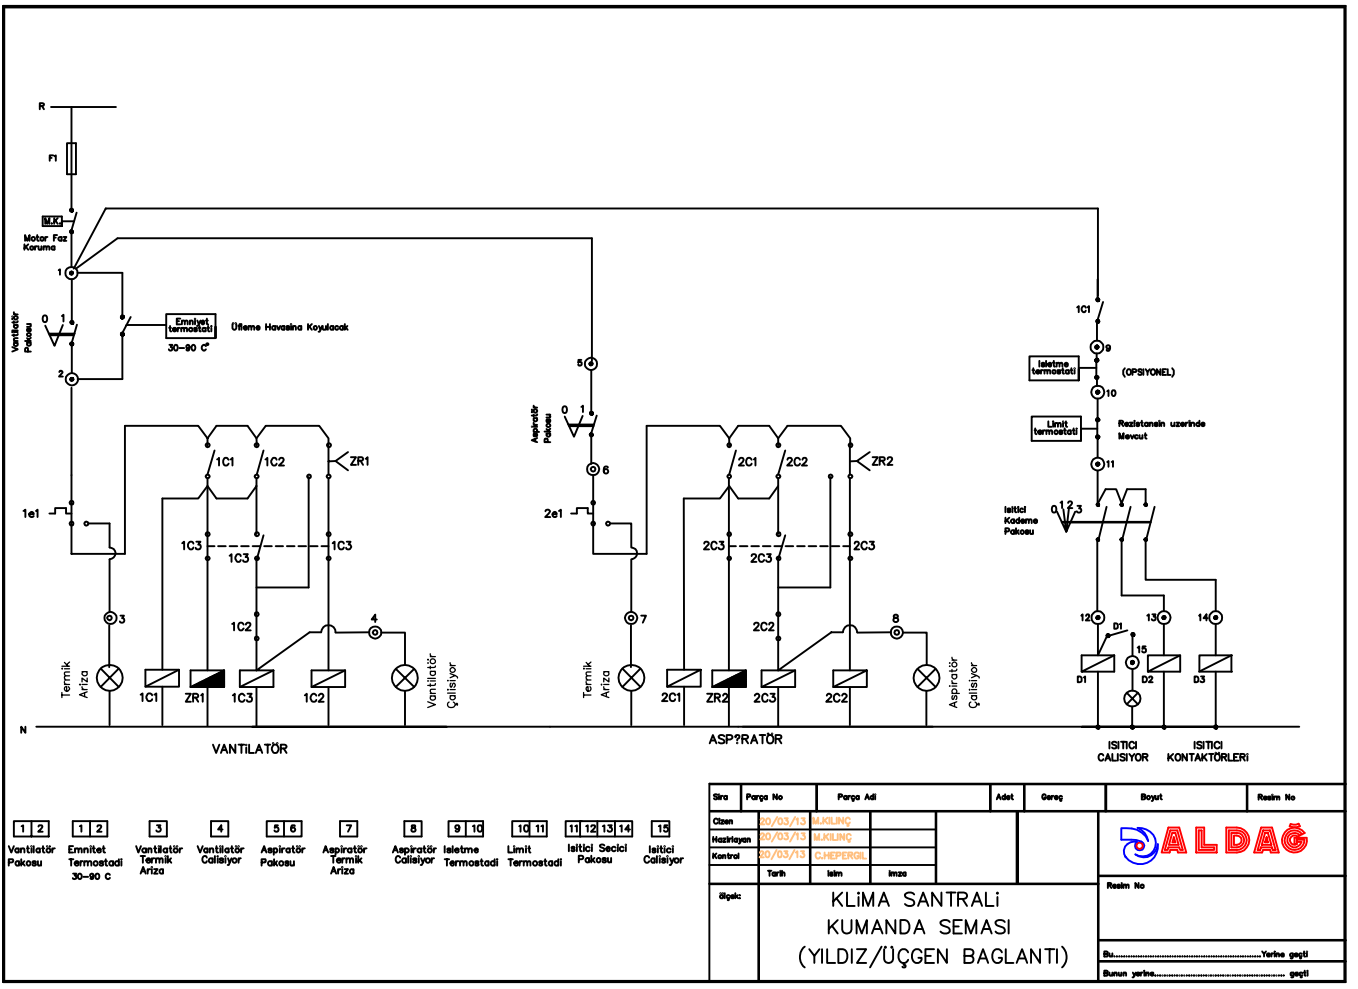 R
F1
M.K.
Motor Faz
Koruma
1
Vantilatör
Pakosu
0 1
Emniyet
termostati
30-90 C°
Üfleme Havasina Koyulacak
2
1e1
1C1
1C2
ZR1
1C3
1C3
1C3
1C2
3
4
Termik
Ariza
1C1
ZR1
1C3
1C2
Vantilatör
Çalisiyor
5
Aspiratör
Pakosu
0 1
6
2e1
2C1
2C2
ZR2
2C3
2C3
2C3
2C2
7
8
Termik
Ariza
2C1
ZR2
2C3
2C2
Aspiratör
Çalisiyor
1C1
9
Isletme
termostati
(OPSIYONEL)
10
Limit
termostati
Rezistansin uzerinde
Mevcut
11
Isitici
Kademe
Pakosu
0 1 2 3
12
13
14
D1
15
D1
D2
D3
N
VANTiLATÖR
ASP?RATÖR
ISITICI
CALISIYOR
ISITICI
KONTAKTÖRLERi
1 2
Vantilatör
Pakosu
1 2
Emnitet
Termostadi
30-90 C
3
Vantilatör
Termik
Ariza
4
Vantilatör
Calisiyor
5 6
Aspiratör
Pakosu
7
Aspiratör
Termik
Ariza
8
Aspiratör
Calisiyor
9 10
Isletme
Termostadi
10 11
Limit
Termostadi
11 12 13 14
Isitici Secici
Pakosu
15
Isitici
Calisiyor
Sira Parça No Parça Adi Adet Gereç Boyut Resim No
Cizen 20/03/13 M.KILINÇ
Hazirlayan 20/03/13 M.KILINÇ
Kontrol 20/03/13 C.HEPERGIL
Tarih Isim Imza
ölçek:
KLiMA SANTRALi
KUMANDA SEMASI
(YILDIZ/ÜÇGEN BAGLANTI)
ALDAĞ
Resim No
Bu..............................................Yerine geçti
Bunun yerine......................................... geçti